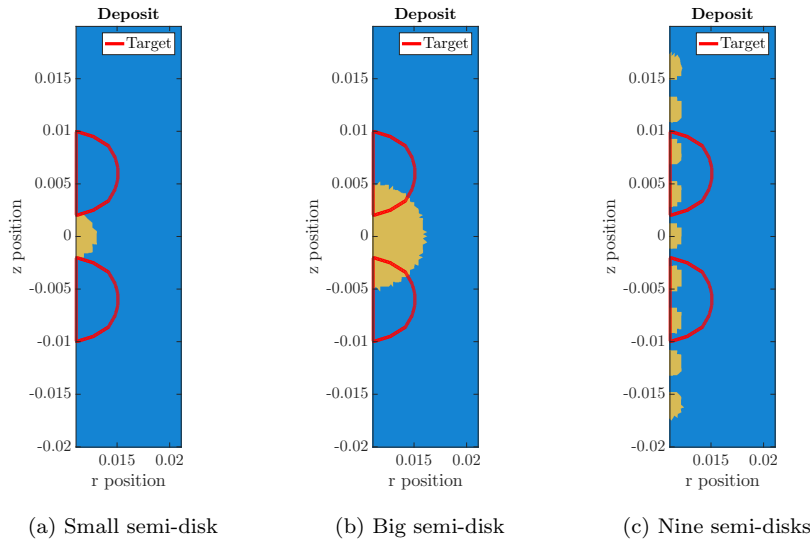 Deposit
Target
0.015
0.01
0.005
0
-0.005
-0.01
-0.015
-0.02
z position
0.015 0.02
r position
(a) Small semi-disk
Deposit
Target
0.015
0.01
0.005
0
-0.005
-0.01
-0.015
-0.02
z position
0.015 0.02
r position
(b) Big semi-disk
Deposit
Target
0.015
0.01
0.005
0
-0.005
-0.01
-0.015
-0.02
z position
0.015 0.02
r position
(c) Nine semi-disks